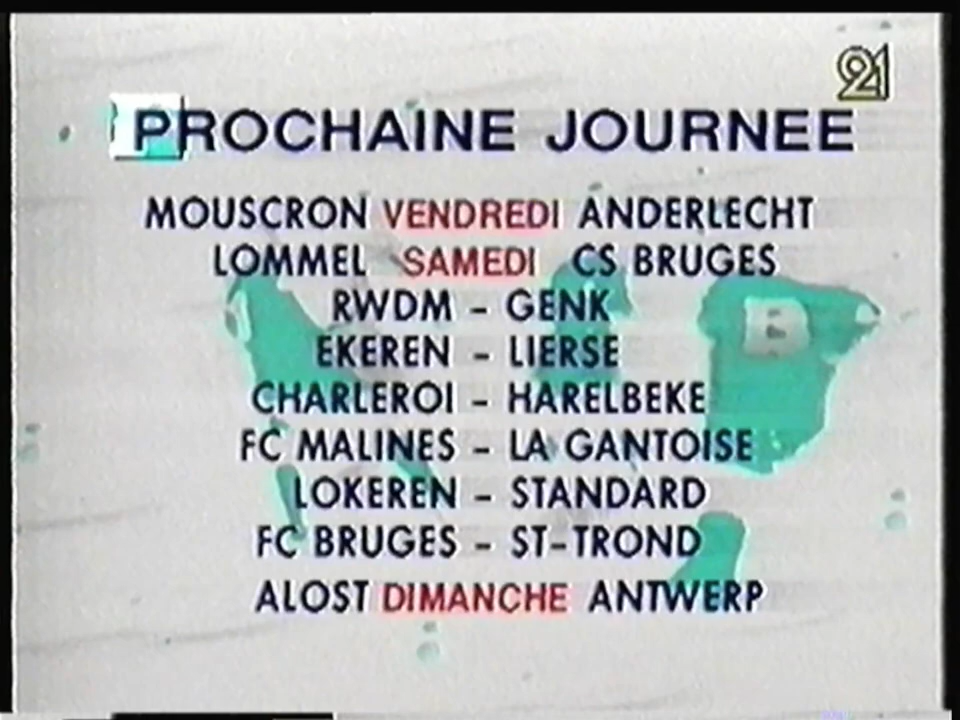 21
PROCHAINE JOURNEE
MOUSCRON VENDREDI ANDERLECHT
LOMMEL SAMEDI CS BRUGES
RWDM - GENK
EKEREN - LIERSE
CHARLEROI - HARELBEKE
FC MALINES - LA GANTOISE
LOKEREN - STANDARD
FC BRUGES - ST-TROND
ALOST DIMANCHE ANTWERP